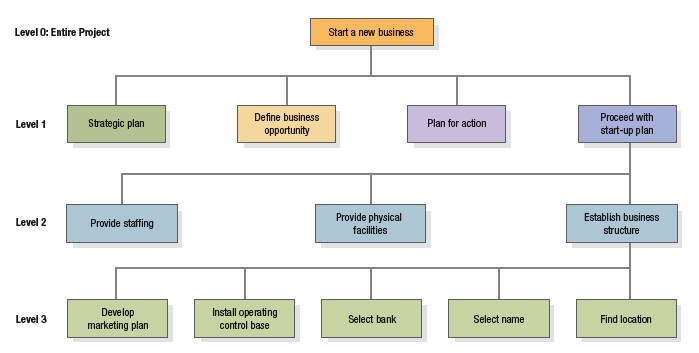 Level 0: Entire Project
Start a new business
Level 1
Strategic plan
Define business
opportunity
Plan for action
Proceed with
start-up plan
Level 2
Provide staffing
Provide physical
facilities
Establish business
structure
Level 3
Develop
marketing plan
Install operating
control base
Select bank
Select name
Find location